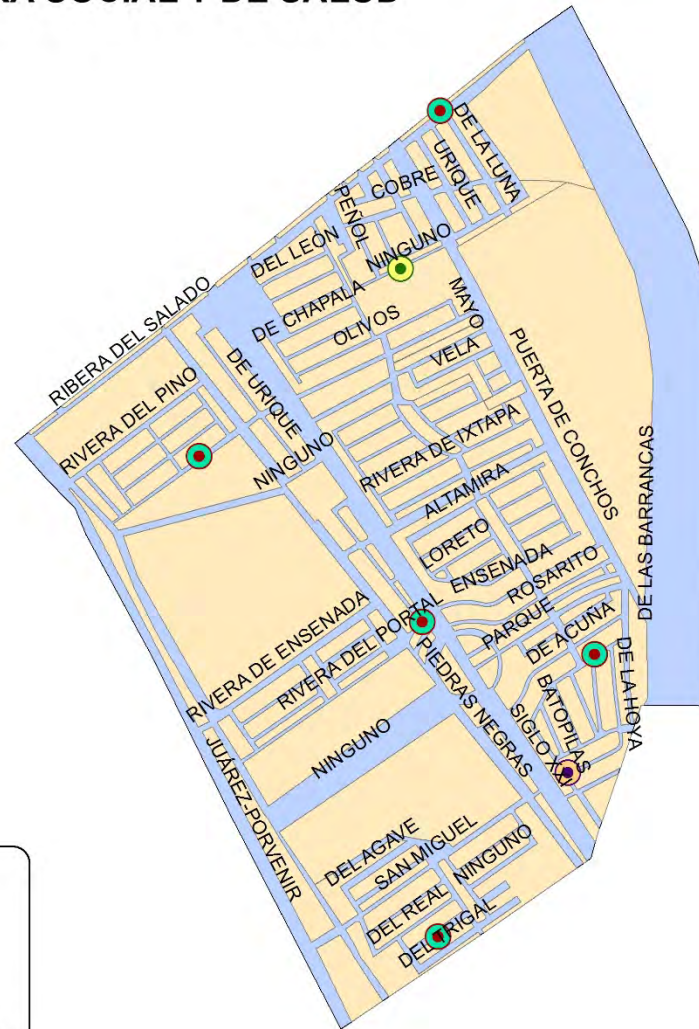 RA SOCIAL Y DE SALUD
DE LA LUNA
URIQUE
COBRE
PEÑOL
DEL LEON
NINGUNO
DE CHAPALA
OLIVOS
MAYO
VELA
PUERTA DE CONCHOS
RIBERA DEL SALADO
DE URIQUE
RIVERA DEL PINO
NINGUNO
RIVERA DE IXTAPA
ALTAMIRA
DE LAS BARRANCAS
LORETO
ENSENADA
ROSARITO
PARQUE
DE ACUÑA
DE LA HOYA
RIVERA DE ENSENADA
RIVERA DEL PORTAL
PIEDRAS NEGRAS
BATOPILAS
SIGLO XXI
NINGUNO
JUÁREZ-PORVENIR
DEL AGAVE
SAN MIGUEL
NINGUNO
DEL REAL
DEL TRIGAL